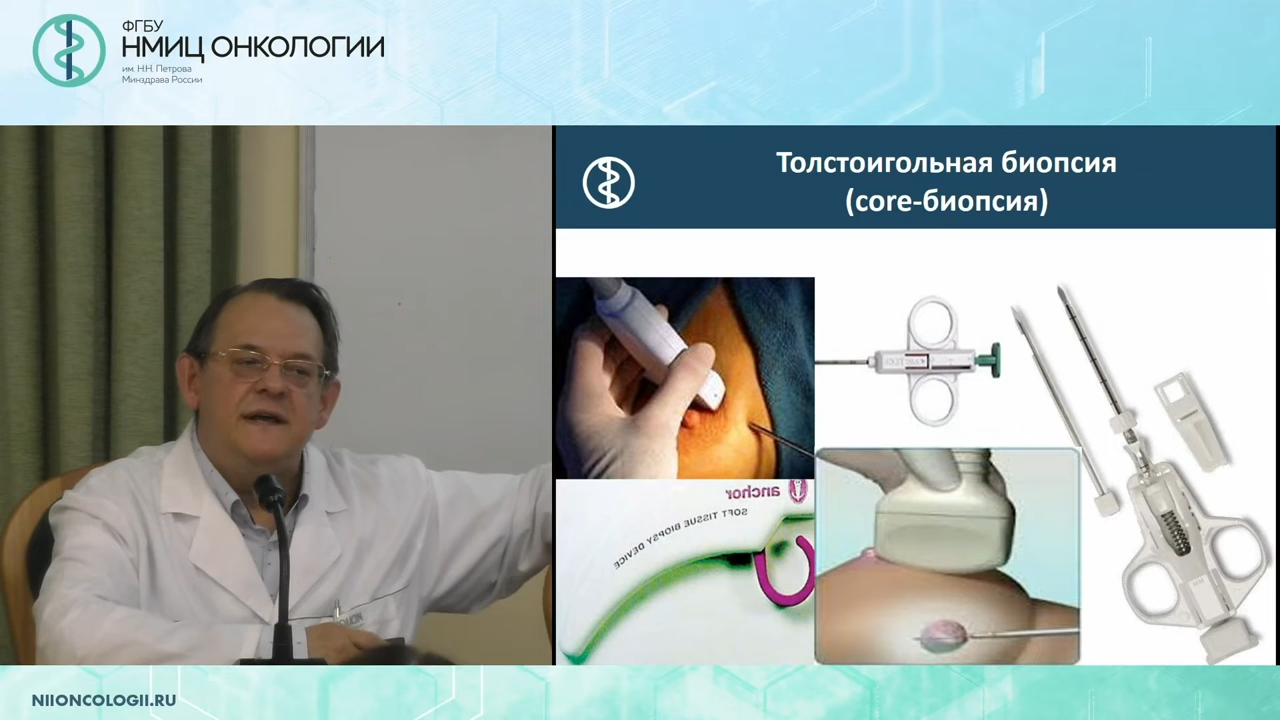 ФГБУ
НМИЦ ОНКОЛОГИИ
им. Н.Н. Петрова
Минздрава России
Толстоигольная биопсия
(core-биопсия)
anchor
SOFT TISSUE BIOPSY DEVICE
NIIONCOLOGII.RU